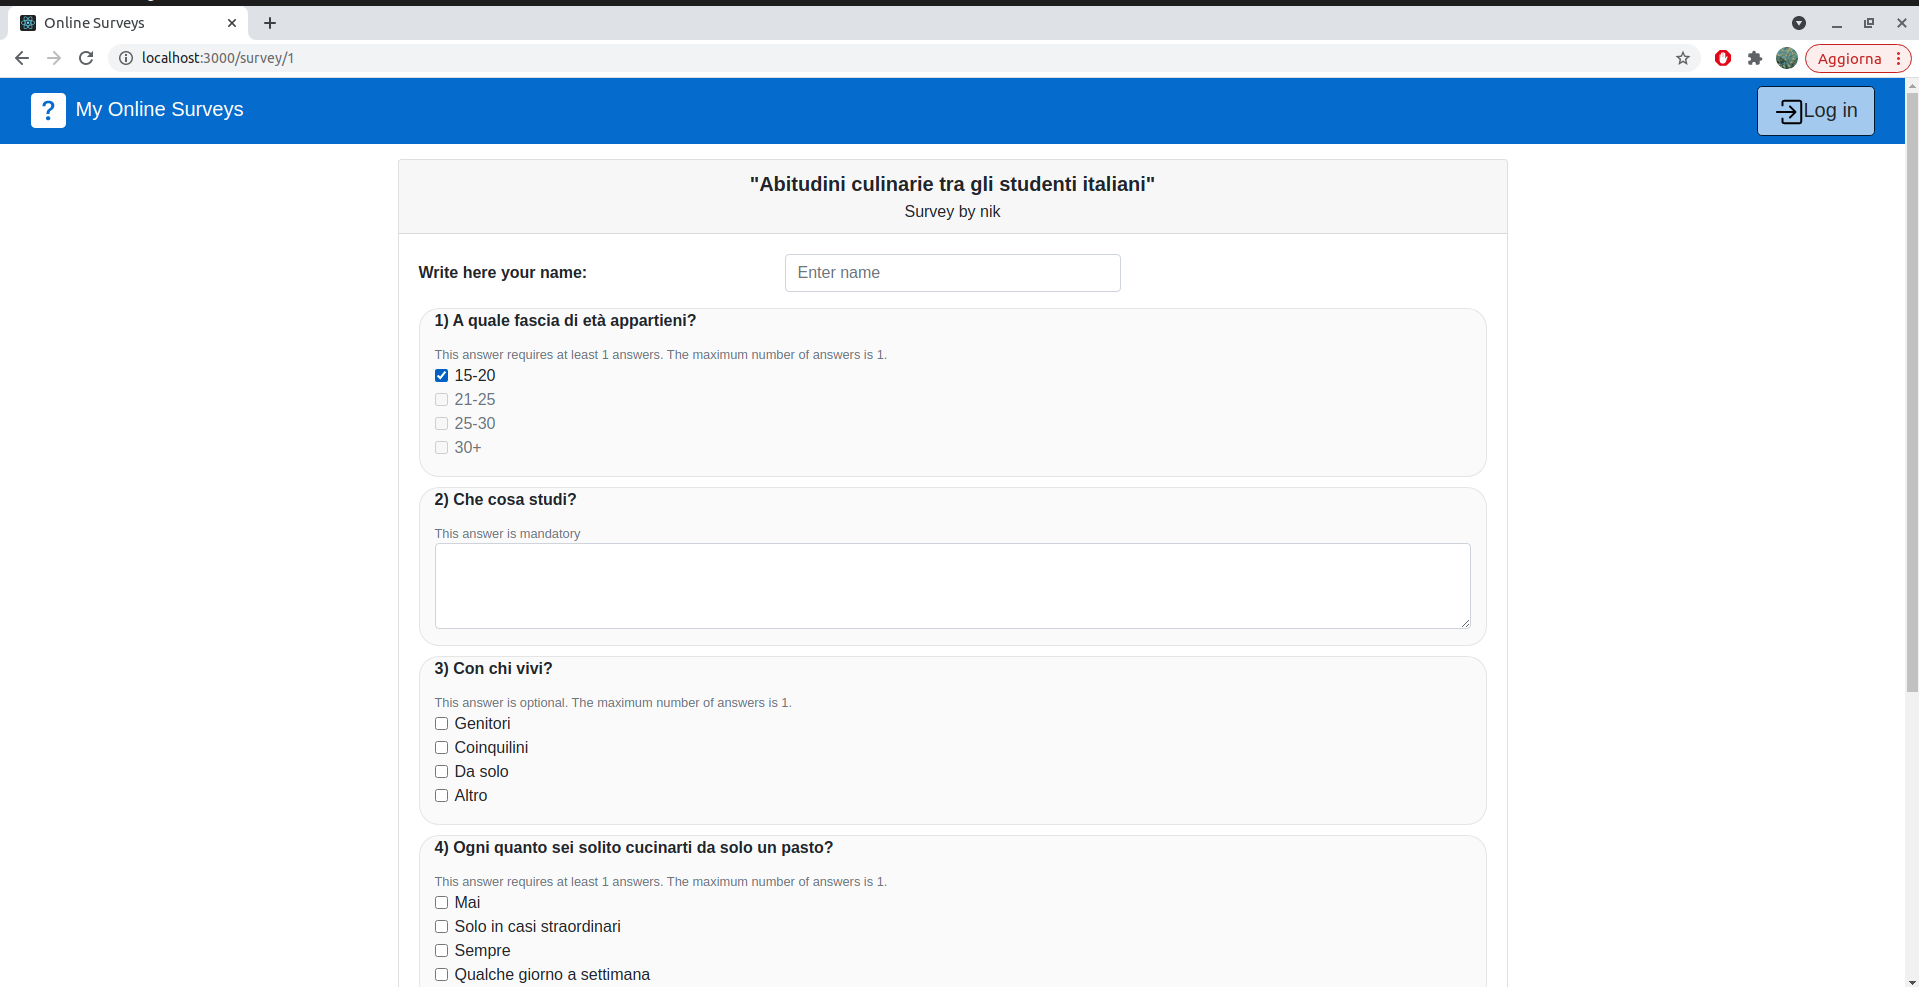 Online Surveys
localhost:3000/survey/1
Aggiorna
? My Online Surveys
Log in
"Abitudini culinarie tra gli studenti italiani"
Survey by nik
Write here your name:
Enter name
1) A quale fascia di età appartieni?
This answer requires at least 1 answers. The maximum number of answers is 1.
15-20
21-25
25-30
30+
2) Che cosa studi?
This answer is mandatory
3) Con chi vivi?
This answer is optional. The maximum number of answers is 1.
Genitori
Coinquilini
Da solo
Altro
4) Ogni quanto sei solito cucinarti da solo un pasto?
This answer requires at least 1 answers. The maximum number of answers is 1.
Mai
Solo in casi straordinari
Sempre
Qualche giorno a settimana